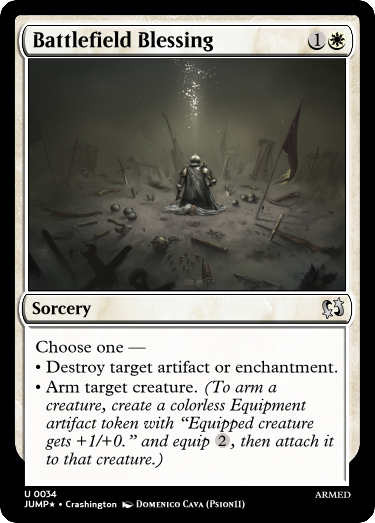 Battlefield Blessing 1
Sorcery
Choose one —
• Destroy target artifact or enchantment.
• Arm target creature. (To arm a
creature, create a colorless Equipment
artifact token with “Equipped creature
gets +1/+0.” and equip 2, then attach it
to that creature.)
U 0034
ARMED
JUMP★ • Crashington DOMENICO CAVA (PSION11)